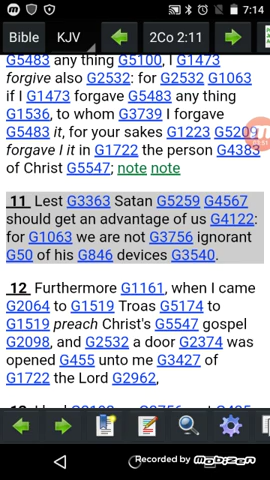 7:14
Bible KJV 2Co 2:11
G5483 any thing G5100, I G1473
forgive also G2532: for G2532 G1063
if I G1473 forgave G5483 any thing
G1536, to whom G3739 I forgave
G5483 it, for your sakes G1223 G5209
forgave I it in G1722 the person G4383
of Christ G5547; note note
11 Lest G3363 Satan G5259 G4567
should get an advantage of us G4122:
for G1063 we are not G3756 ignorant
G50 of his G846 devices G3540.
12 Furthermore G1161, when I came
G2064 to G1519 Troas G5174 to
G1519 preach Christ's G5547 gospel
G2098, and G2532 a door G2374 was
opened G455 unto me G3427 of
G1722 the Lord G2962,
Recorded by mobizen